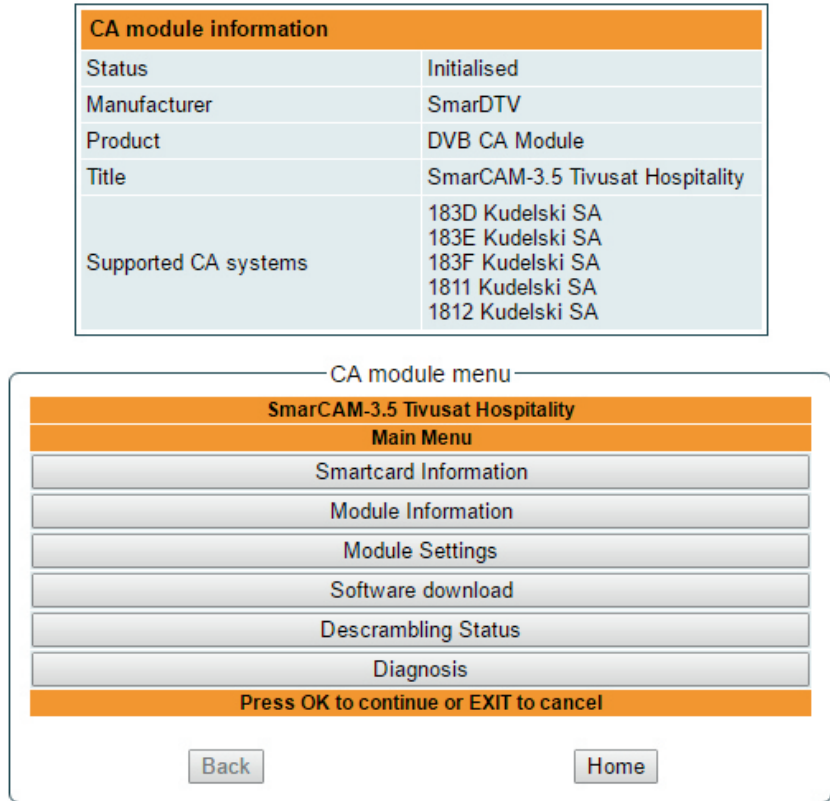 CA module information
Status Initialised
Manufacturer SmarDTV
Product DVB CA Module
Title SmarCAM-3.5 Tivusat Hospitality
Supported CA systems
183D Kudelski SA
183E Kudelski SA
183F Kudelski SA
1811 Kudelski SA
1812 Kudelski SA
CA module menu
SmarCAM-3.5 Tivusat Hospitality
Main Menu
Smartcard Information
Module Information
Module Settings
Software download
Descrambling Status
Diagnosis
Press OK to continue or EXIT to cancel
Back Home